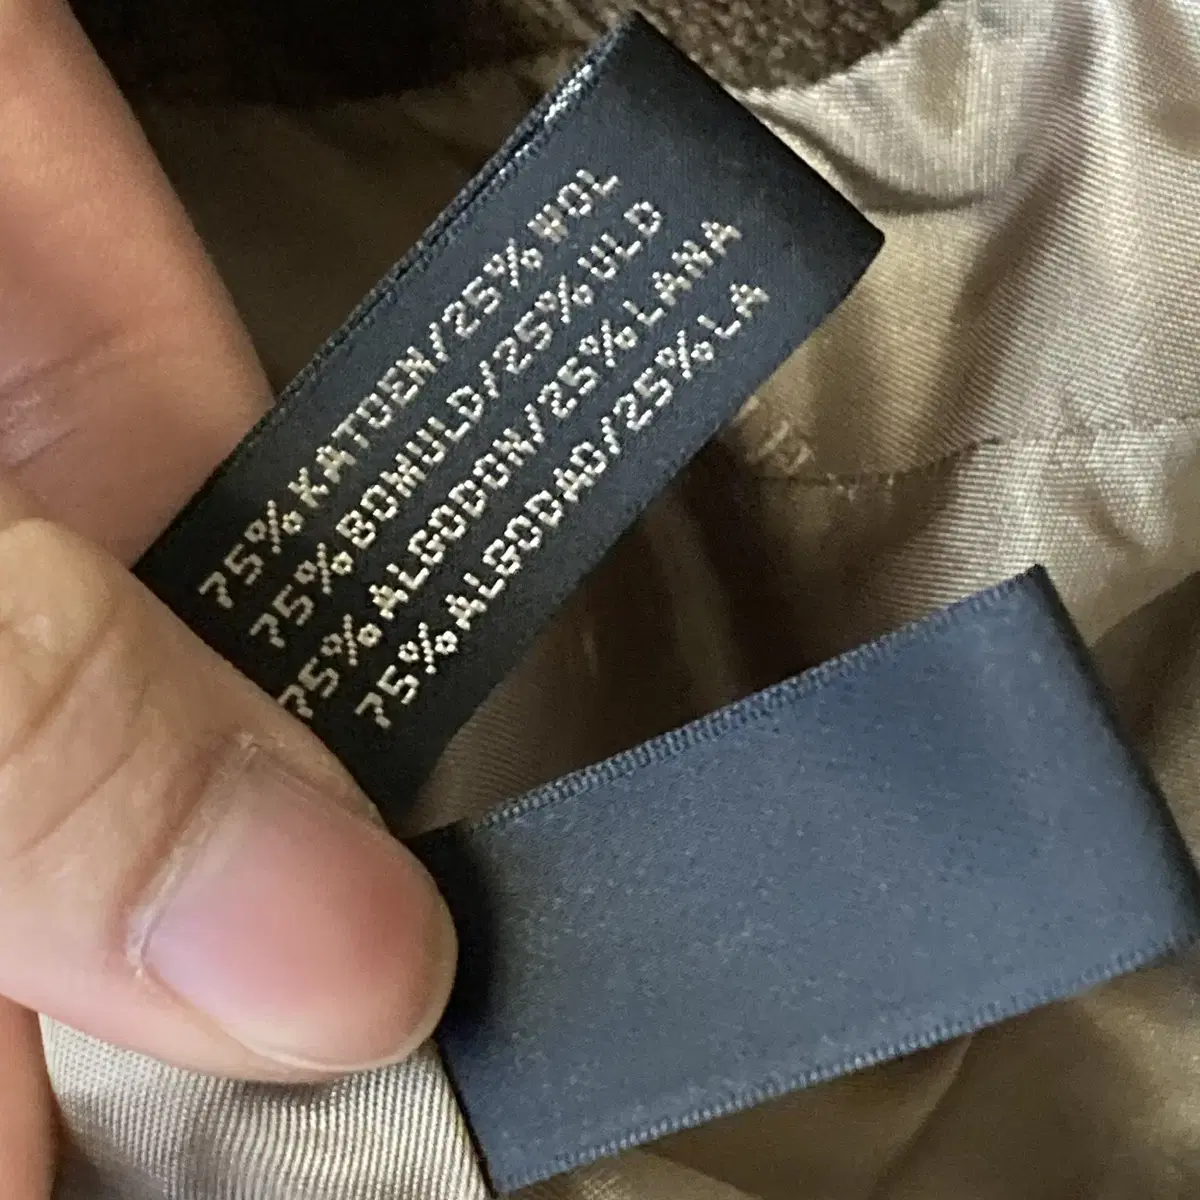 75%KATOEN/25%WOL
75%BOMULD/25%ULD
75%ALGODON/25%LANA
75%ALGODAO/25%LA